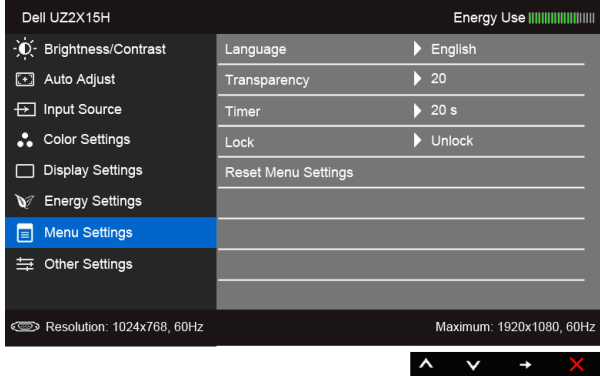 Dell UZ2X15H Energy Use
Brightness/Contrast Language English
Auto Adjust Transparency 20
Input Source Timer 20 s
Color Settings Lock Unlock
Display Settings Reset Menu Settings
Energy Settings
Menu Settings
Other Settings
Resolution: 1024x768, 60Hz Maximum: 1920x1080, 60Hz